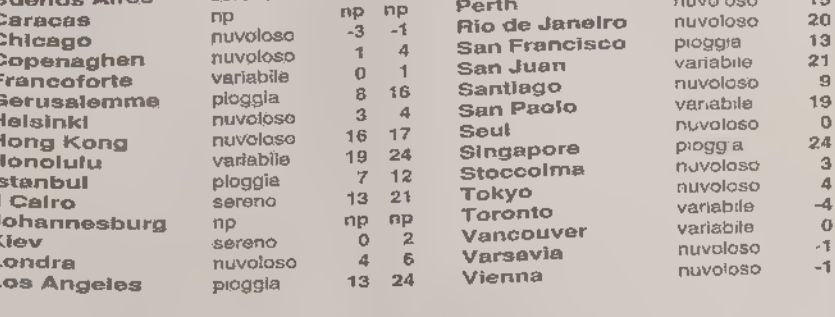 Caracas np np np
Chicago nuvoloso -3 -1
Copenaghen nuvoloso 1 4
Francoforte variabile 0 1
Gerusalemme pioggia 8 16
Helsinki nuvoloso 3 4
Hong Kong nuvoloso 16 17
Honolulu variabile 19 24
Istanbul pioggia 7 12
Il Cairo sereno 13 21
Johannesburg np np np
Kiev sereno 0 2
Londra nuvoloso 4 6
Los Angeles pioggia 13 24
Perth nuvoloso
Rio de Janeiro nuvoloso 20
San Francisco pioggia 13
San Juan variabile 21
Santiago nuvoloso 9
San Paolo variabile 19
Seul nuvoloso 0
Singapore pioggia 24
Stoccolma nuvoloso 3
Tokyo nuvoloso 4
Toronto variabile -4
Vancouver variabile 0
Varsavia nuvoloso -1
Vienna nuvoloso -1